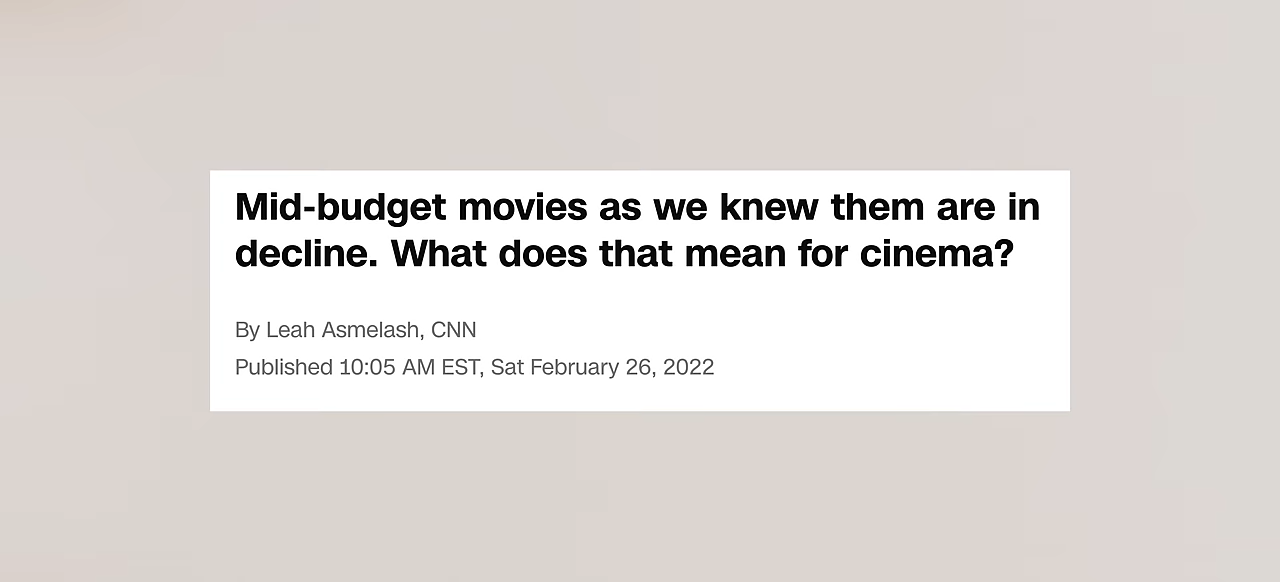 Mid-budget movies as we knew them are in
decline. What does that mean for cinema?
By Leah Asmelash, CNN
Published 10:05 AM EST, Sat February 26, 2022